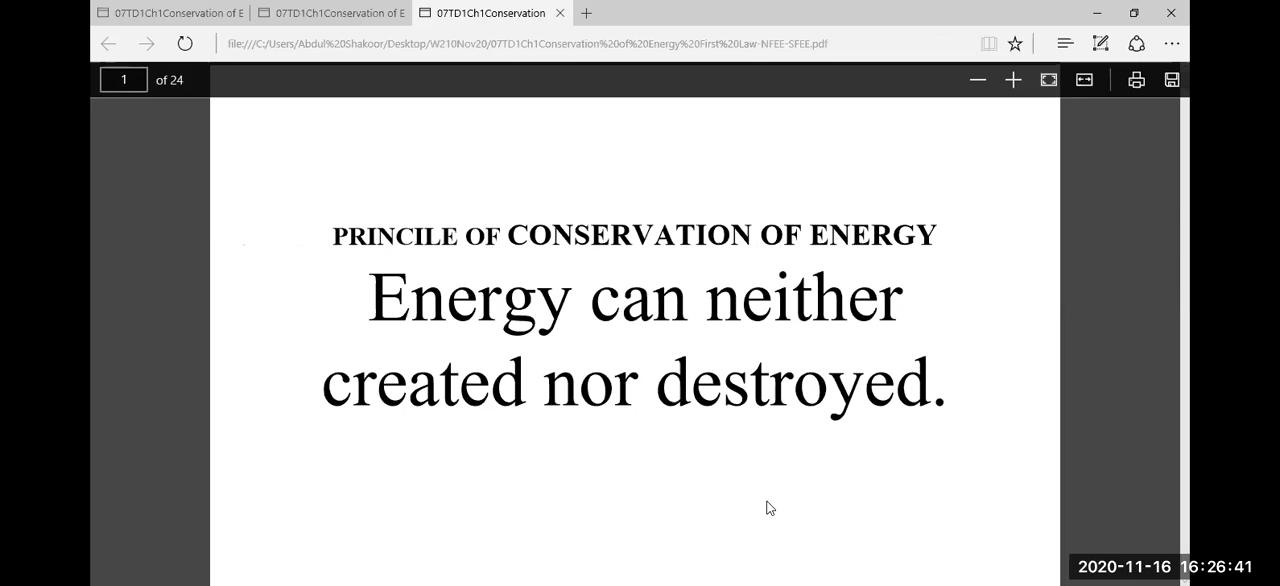 07TD1Ch1Conservation of E
07TD1Ch1Conservation of E
07TD1Ch1Conservation
file:///C:/Users/Abdul%20Shakoor/Desktop/W210Nov20/07TD1Ch1Conservation%20of%20Energy%20First%20Law-NFEE-SFEE.pdf
1 of 24
PRINCILE OF CONSERVATION OF ENERGY
Energy can neither
created nor destroyed.
2020-11-16 16:26:41